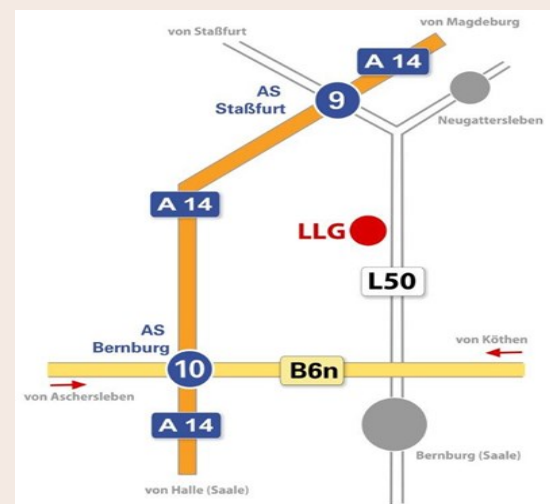 von Magdeburg
von Staßfurt
A 14
AS
Staßfurt
9
Neugattersleben
A 14
LLG
L50
AS
Bernburg
von Köthen
10
B6n
von Aschersleben
A 14
Bernburg (Saale)
von Halle (Saale)